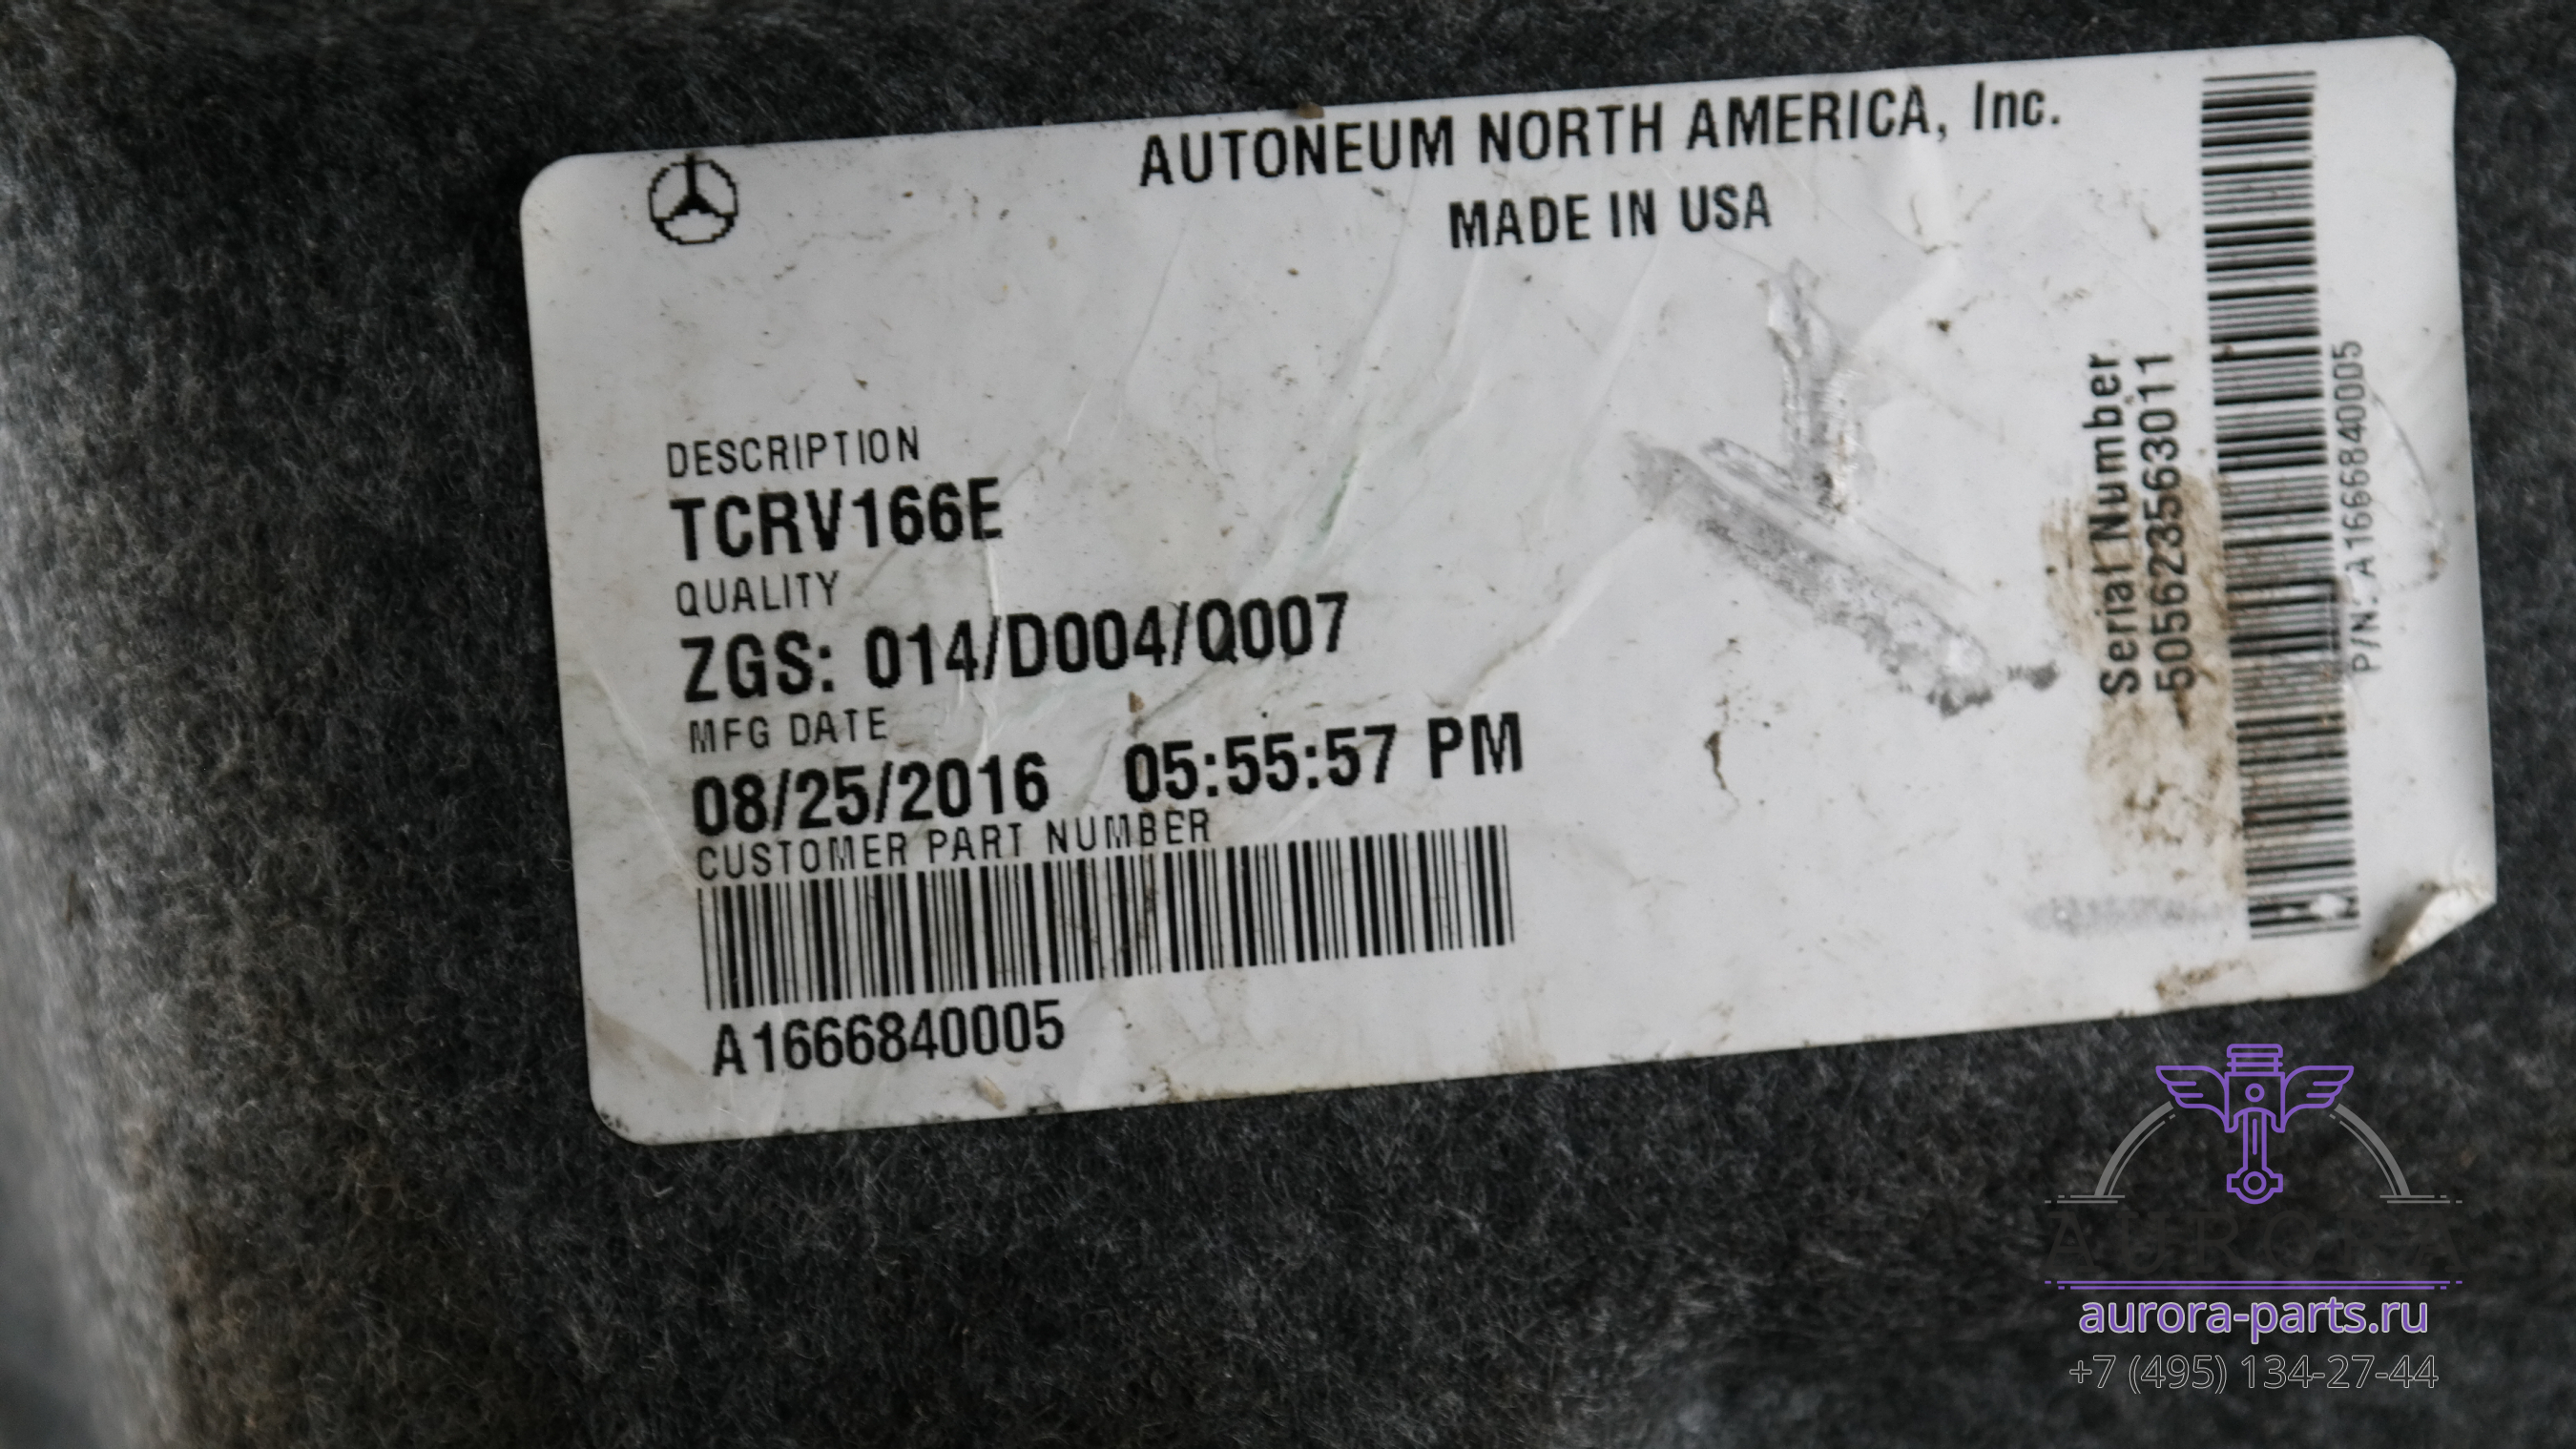 AUTONEUM NORTH AMERICA, Inc.
MADE IN USA
DESCRIPTION
TCRV166E
QUALITY
ZGS: 014/D004/Q007
MFG DATE
08/25/2016 05:55:57 PM
CUSTOMER PART NUMBER
A1666840005
Serial Number
505623563011
P/N: A1666840005
AURORA
aurora-parts.ru
+7 (495) 134-27-44